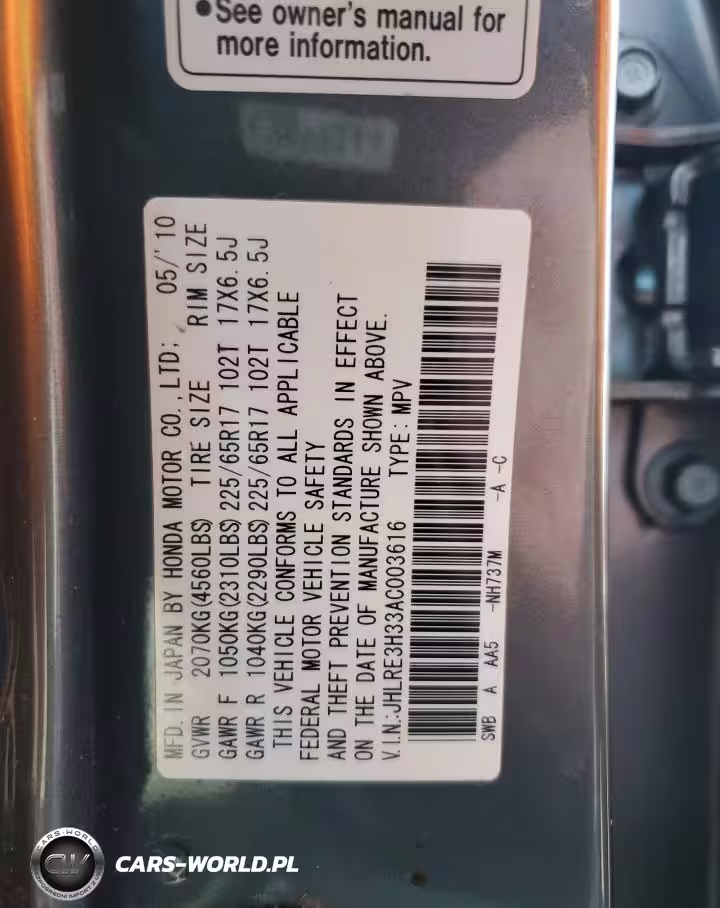 ●See owner's manual for
more information.
MFD. IN JAPAN BY HONDA MOTOR CO.,LTD; 05/'10
GVWR 2070KG(4560LBS) TIRE SIZE RIM SIZE
GAWR F 1050KG(2310LBS) 225/65R17 102T 17X6.5J
GAWR R 1040KG(2290LBS) 225/65R17 102T 17X6.5J
THIS VEHICLE CONFORMS TO ALL APPLICABLE
FEDERAL MOTOR VEHICLE SAFETY
AND THEFT PREVENTION STANDARDS IN EFFECT
ON THE DATE OF MANUFACTURE SHOWN ABOVE.
V.I.N.:JHLRE3H33AC003616 TYPE: MPV
SWB A AA5 -NH737M -A -C
CARS-WORLD
CW
CARS-WORLD.PL